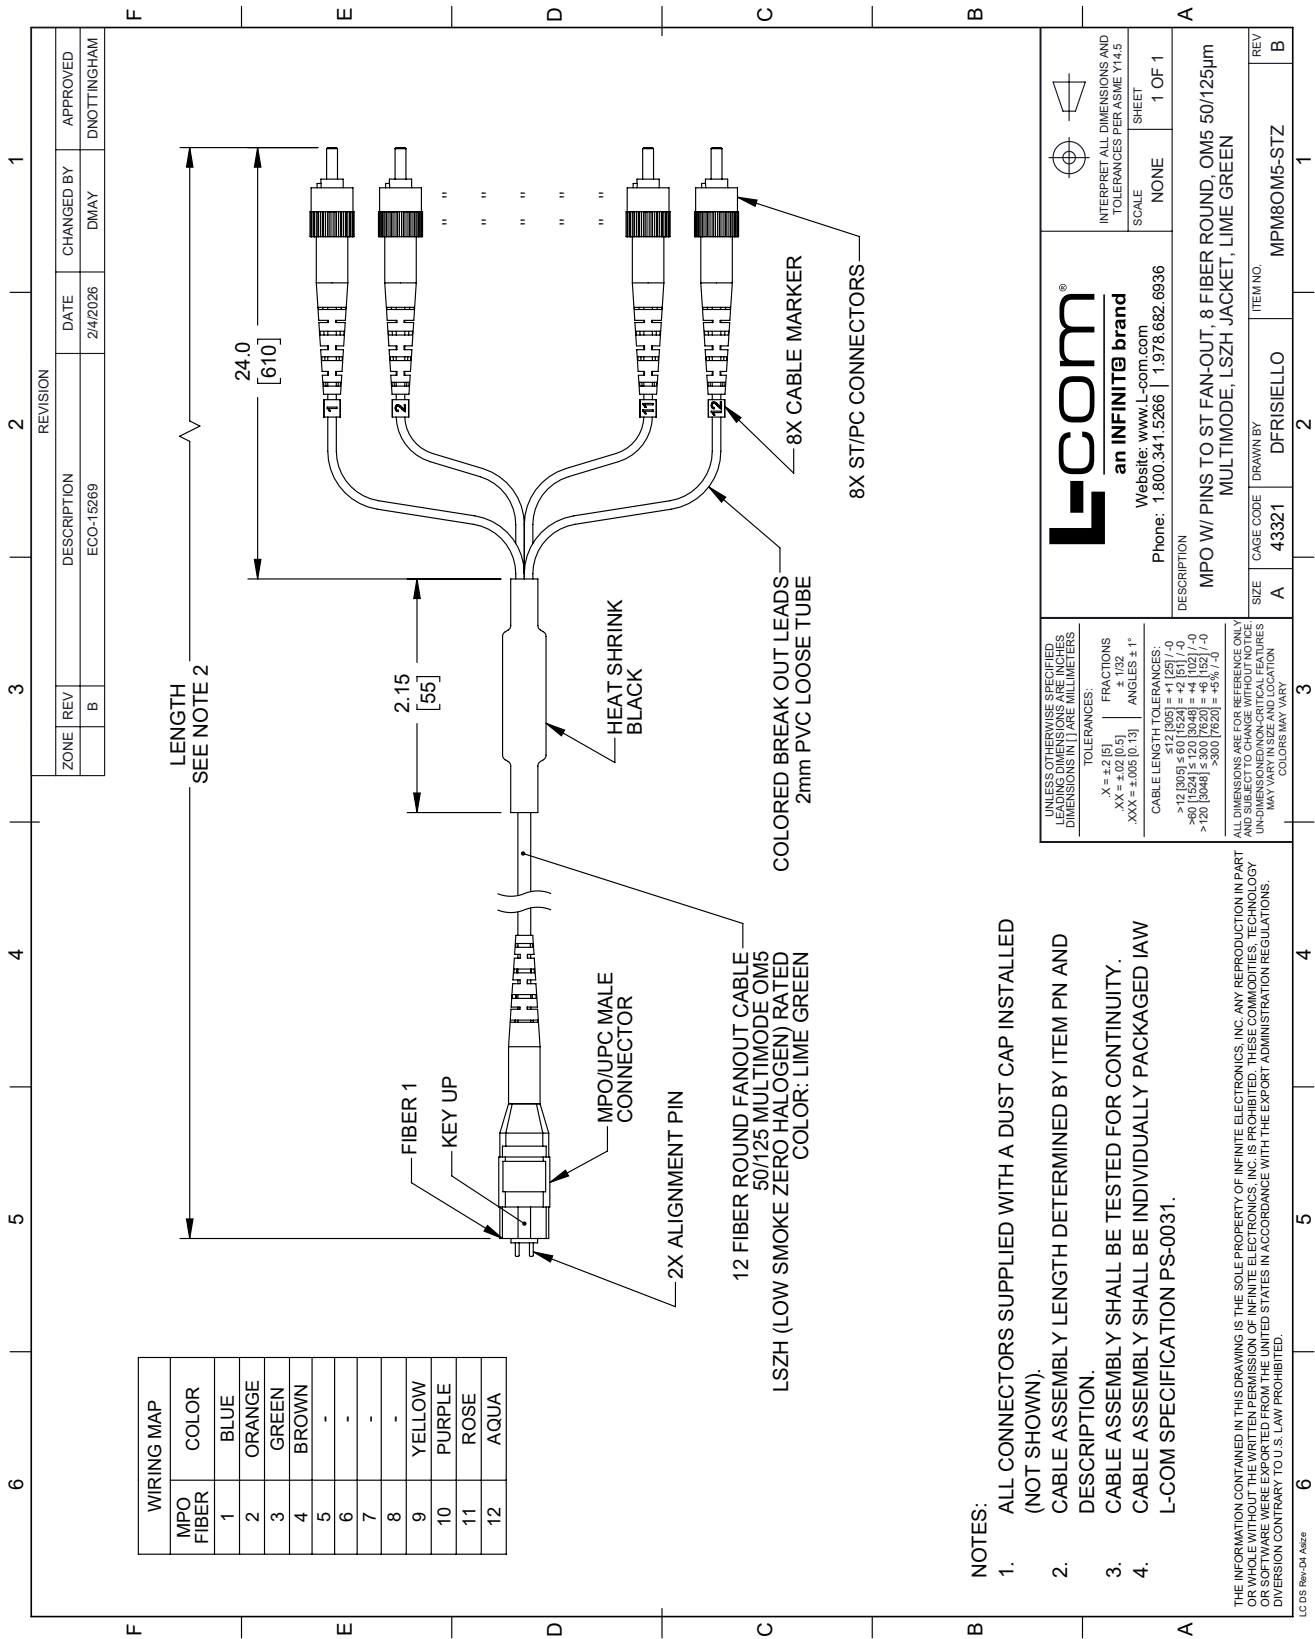 6
5
4
3
2
1
F
E
D
C
B
A
REVISION
ZONE REV DESCRIPTION DATE CHANGED BY APPROVED
B ECO-15269 2/4/2026 DMAY DNOTTINGHAM
WIRING MAP
MPO FIBER COLOR
1 BLUE
2 ORANGE
3 GREEN
4 BROWN
5 -
6 -
7 -
8 -
9 YELLOW
10 PURPLE
11 ROSE
12 AQUA
LENGTH
SEE NOTE 2
24.0
[610]
2.15
[55]
FIBER 1
KEY UP
MPO/UPC MALE
CONNECTOR
2X ALIGNMENT PIN
HEAT SHRINK
BLACK
1
2
11
12
" "
" "
" "
" "
" "
12 FIBER ROUND FANOUT CABLE
50/125 MULTIMODE OM5
LSZH (LOW SMOKE ZERO HALOGEN) RATED
COLOR: LIME GREEN
COLORED BREAK OUT LEADS
2mm PVC LOOSE TUBE
8X CABLE MARKER
8X ST/PC CONNECTORS
NOTES:
1. ALL CONNECTORS SUPPLIED WITH A DUST CAP INSTALLED
(NOT SHOWN).
2. CABLE ASSEMBLY LENGTH DETERMINED BY ITEM PN AND
DESCRIPTION.
3. CABLE ASSEMBLY SHALL BE TESTED FOR CONTINUITY.
4. CABLE ASSEMBLY SHALL BE INDIVIDUALLY PACKAGED IAW
L-COM SPECIFICATION PS-0031.
THE INFORMATION CONTAINED IN THIS DRAWING IS THE SOLE PROPERTY OF INFINITE ELECTRONICS, INC. ANY REPRODUCTION IN PART
OR WHOLE WITHOUT THE WRITTEN PERMISSION OF INFINITE ELECTRONICS, INC. IS PROHIBITED. THESE COMMODITIES, TECHNOLOGY
OR SOFTWARE WERE EXPORTED FROM THE UNITED STATES IN ACCORDANCE WITH THE EXPORT ADMINISTRATION REGULATIONS.
DIVERSION CONTRARY TO U.S. LAW PROHIBITED.
UNLESS OTHERWISE SPECIFIED
LEADING DIMENSIONS ARE INCHES
DIMENSIONS IN [ ] ARE MILLIMETERS
TOLERANCES:
.X = ±.2 [5] FRACTIONS
.XX = ±.02 [0.5] ± 1/32
.XXX = ±.005 [0.13] ANGLES ± 1°
CABLE LENGTH TOLERANCES:
≤12 [305] = +1 [25] / -0
>12 [305] ≤ 60 [1524] = +2 [51] / -0
>60 [1524] ≤ 120 [3048] = +4 [102] / -0
>120 [3048] ≤ 300 [7620] = +6 [152] / -0
>300 [7620] = +5% / -0
ALL DIMENSIONS ARE FOR REFERENCE ONLY
AND SUBJECT TO CHANGE WITHOUT NOTICE.
UN-DIMENSIONED/NON-CRITICAL FEATURES
MAY VARY IN SIZE AND LOCATION
COLORS MAY VARY
L-com®
an INFINIT⊜ brand
Website: www.L-com.com
Phone: 1.800.341.5266 | 1.978.682.6936
INTERPRET ALL DIMENSIONS AND
TOLERANCES PER ASME Y14.5
SCALE NONE
SHEET 1 OF 1
DESCRIPTION
MPO W/ PINS TO ST FAN-OUT, 8 FIBER ROUND, OM5 50/125µm
MULTIMODE, LSZH JACKET, LIME GREEN
SIZE A
CAGE CODE 43321
DRAWN BY DFRISIELLO
ITEM NO. MPM8OM5-STZ
REV B
F
E
D
C
B
A
6
5
4
3
2
1
LC DS Rev-D4 Asize